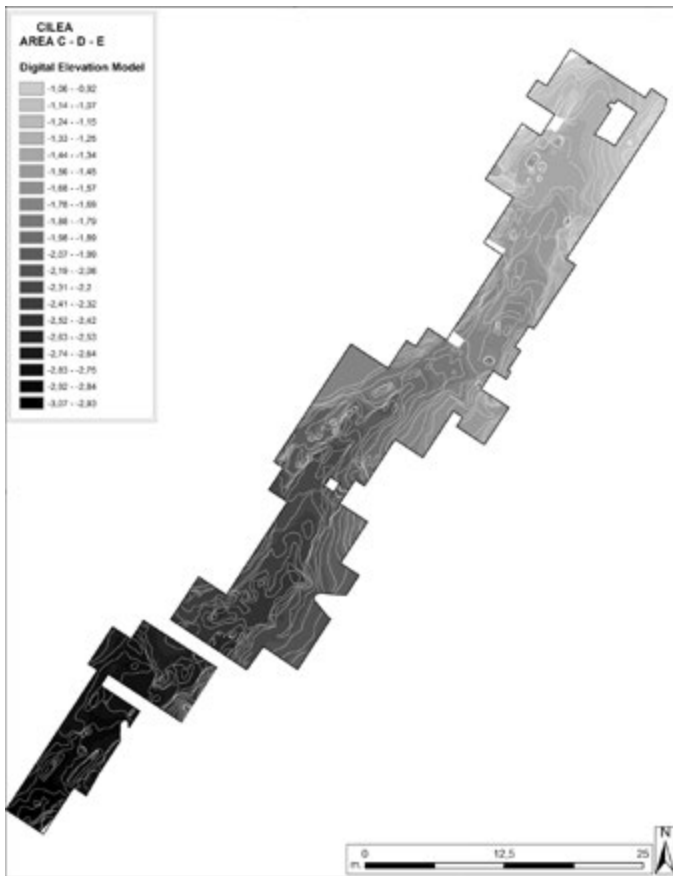 CILEA
AREA C - D - E
Digital Elevation Model
-1,06 - -0,92
-1,14 - -1,07
-1,24 - -1,15
-1,33 - -1,25
-1,44 - -1,34
-1,56 - -1,45
-1,68 - -1,57
-1,78 - -1,69
-1,88 - -1,79
-1,98 - -1,89
-2,07 - -1,99
-2,19 - -2,08
-2,31 - -2,2
-2,41 - -2,32
-2,52 - -2,42
-2,63 - -2,53
-2,74 - -2,64
-2,83 - -2,75
-2,92 - -2,84
-3,07 - -2,93
N
0 12,5 25
m.